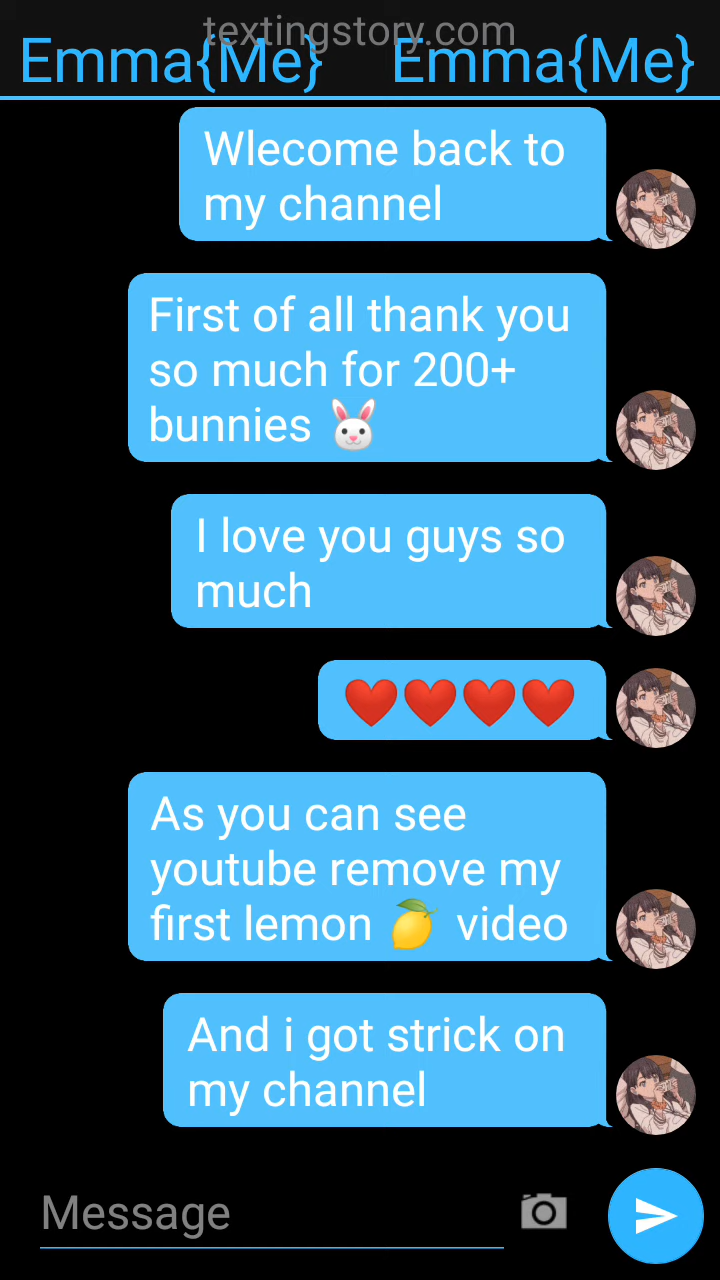 textingstory.com
Emma{Me} Emma{Me}
Wlecome back to
my channel
First of all thank you
so much for 200+
bunnies 🐰
I love you guys so
much
❤️❤️❤️❤️
As you can see
youtube remove my
first lemon 🍋 video
And i got strick on
my channel
Message